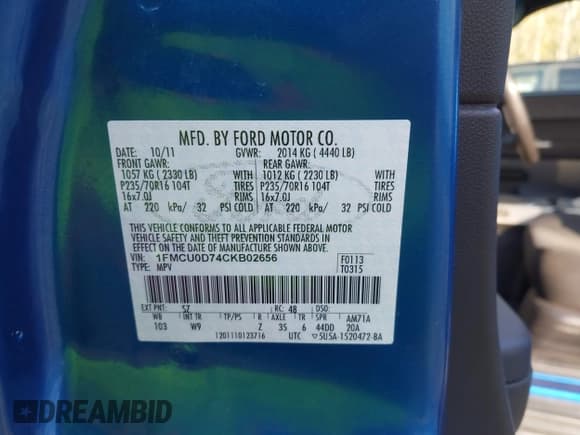 MFD. BY FORD MOTOR CO.
DATE: 10/11 GVWR: 2014 KG ( 4440 LB)
FRONT GAWR: REAR GAWR:
1057 KG ( 2330 LB) WITH 1012 KG ( 2230 LB) WITH
P235/70R16 104T TIRES P235/70R16 104T TIRES
16x7.0J RIMS 16x7.0J RIMS
AT 220 kPa/ 32 PSI COLD AT 220 kPa/ 32 PSI COLD
THIS VEHICLE CONFORMS TO ALL APPLICABLE FEDERAL MOTOR
VEHICLE SAFETY AND THEFT PREVENTION STANDARDS IN
EFFECT ON THE DATE OF MANUFACTURE SHOWN ABOVE.
VIN: 1FMCU0D74CKB02656 F0113
TYPE: MPV T0315
EXT PNT: SZ RC: 48 DSO:
WB INT TR TP/PS R AXLE TR SPR AM71A
103 W9 Z 35 6 44DD 20A
1201110123716 UTC ▽5U5A-1520472-BA
DREAMBID